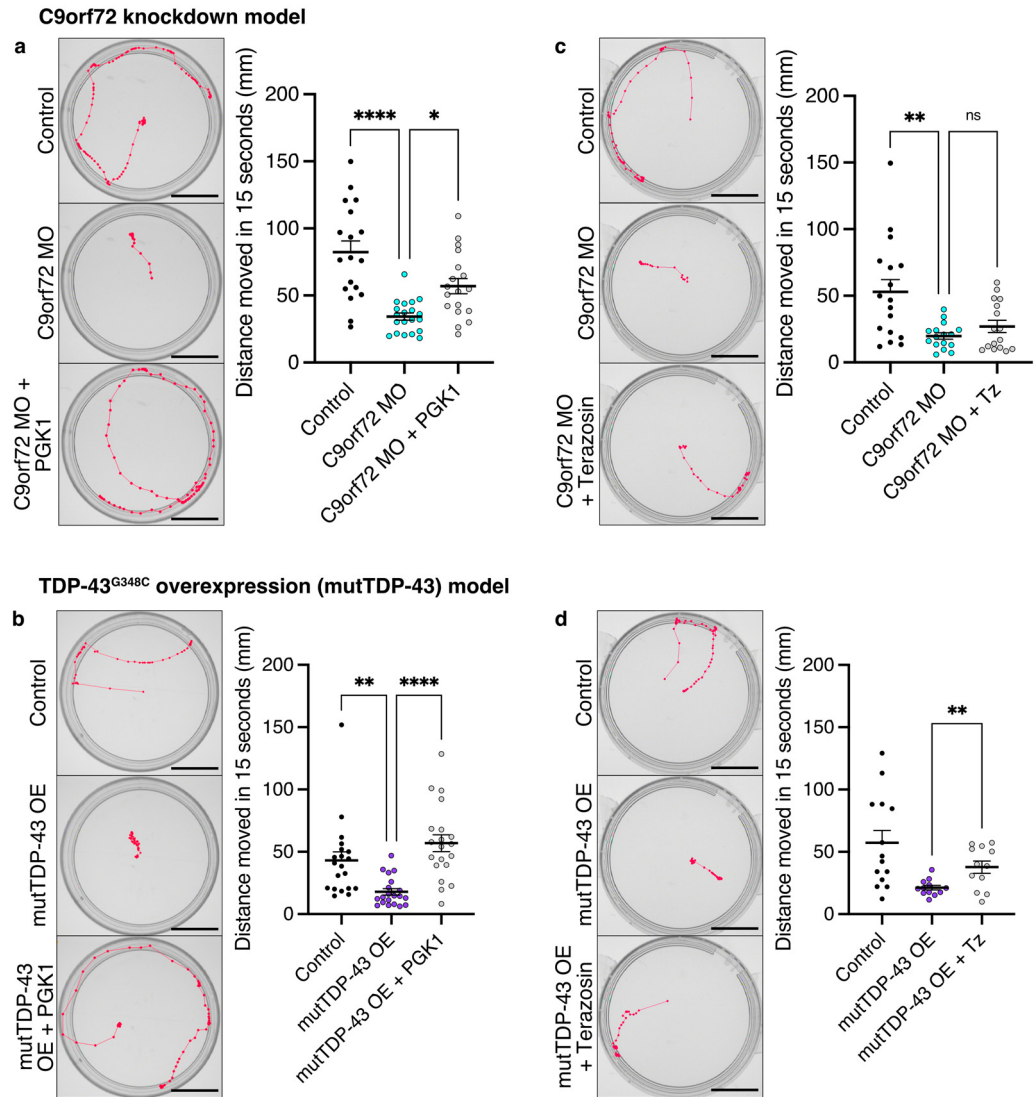 C9orf72 knockdown model
a
Control
C9orf72 MO
C9orf72 MO +
PGK1
Distance moved in 15 seconds (mm)
200
150
100
50
0
****
*
Control
C9orf72 MO
C9orf72 MO + PGK1
c
Control
C9orf72 MO
C9orf72 MO
+ Terazosin
Distance moved in 15 seconds (mm)
200
150
100
50
0
**
ns
Control
C9orf72 MO
C9orf72 MO + Tz
TDP-43G348C overexpression (mutTDP-43) model
b
Control
mutTDP-43 OE
mutTDP-43
OE + PGK1
Distance moved in 15 seconds (mm)
200
150
100
50
0
**
****
Control
mutTDP-43 OE
mutTDP-43 OE + PGK1
d
Control
mutTDP-43 OE
mutTDP-43 OE
+ Terazosin
Distance moved in 15 seconds (mm)
200
150
100
50
0
**
Control
mutTDP-43 OE
mutTDP-43 OE + Tz